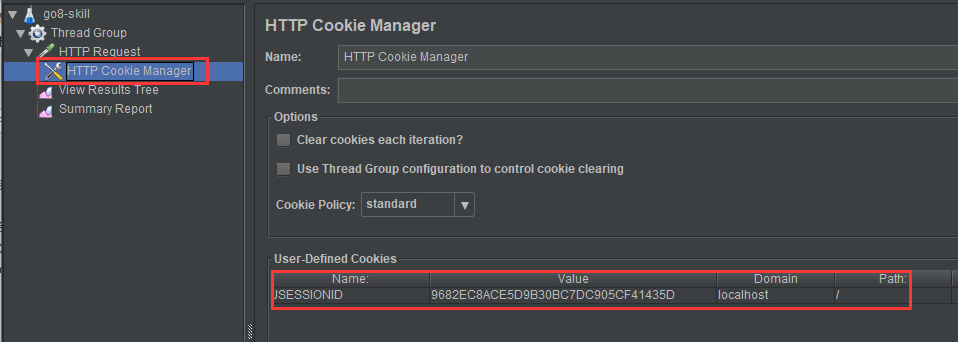 go8-skill
Thread Group
HTTP Request
HTTP Cookie Manager
View Results Tree
Summary Report
HTTP Cookie Manager
Name: HTTP Cookie Manager
Comments:
Options
Clear cookies each iteration?
Use Thread Group configuration to control cookie clearing
Cookie Policy: standard
User-Defined Cookies
Name: Value Domain Path:
JSESSIONID 9682EC8ACE5D9B30BC7DC905CF41435D localhost /